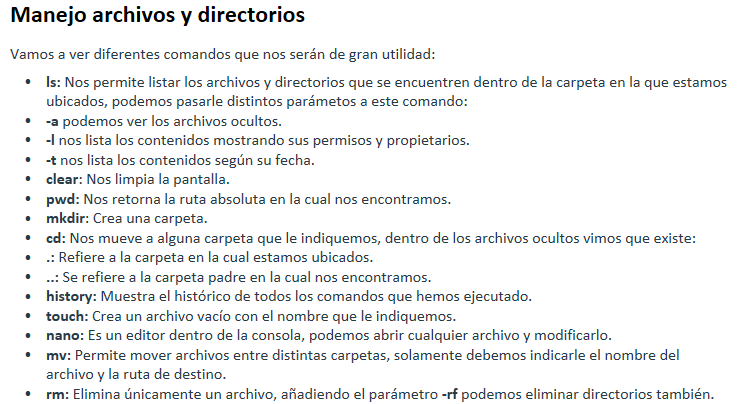 Manejo archivos y directorios
Vamos a ver diferentes comandos que nos serán de gran utilidad:
• ls: Nos permite listar los archivos y directorios que se encuentren dentro de la carpeta en la que estamos
ubicados, podemos pasarle distintos parámetos a este comando:
• -a podemos ver los archivos ocultos.
• -l nos lista los contenidos mostrando sus permisos y propietarios.
• -t nos lista los contenidos según su fecha.
• clear: Nos limpia la pantalla.
• pwd: Nos retorna la ruta absoluta en la cual nos encontramos.
• mkdir: Crea una carpeta.
• cd: Nos mueve a alguna carpeta que le indiquemos, dentro de los archivos ocultos vimos que existe:
• .: Refiere a la carpeta en la cual estamos ubicados.
• ..: Se refiere a la carpeta padre en la cual nos encontramos.
• history: Muestra el histórico de todos los comandos que hemos ejecutado.
• touch: Crea un archivo vacío con el nombre que le indiquemos.
• nano: Es un editor dentro de la consola, podemos abrir cualquier archivo y modificarlo.
• mv: Permite mover archivos entre distintas carpetas, solamente debemos indicarle el nombre del
archivo y la ruta de destino.
• rm: Elimina únicamente un archivo, añadiendo el parámetro -rf podemos eliminar directorios también.